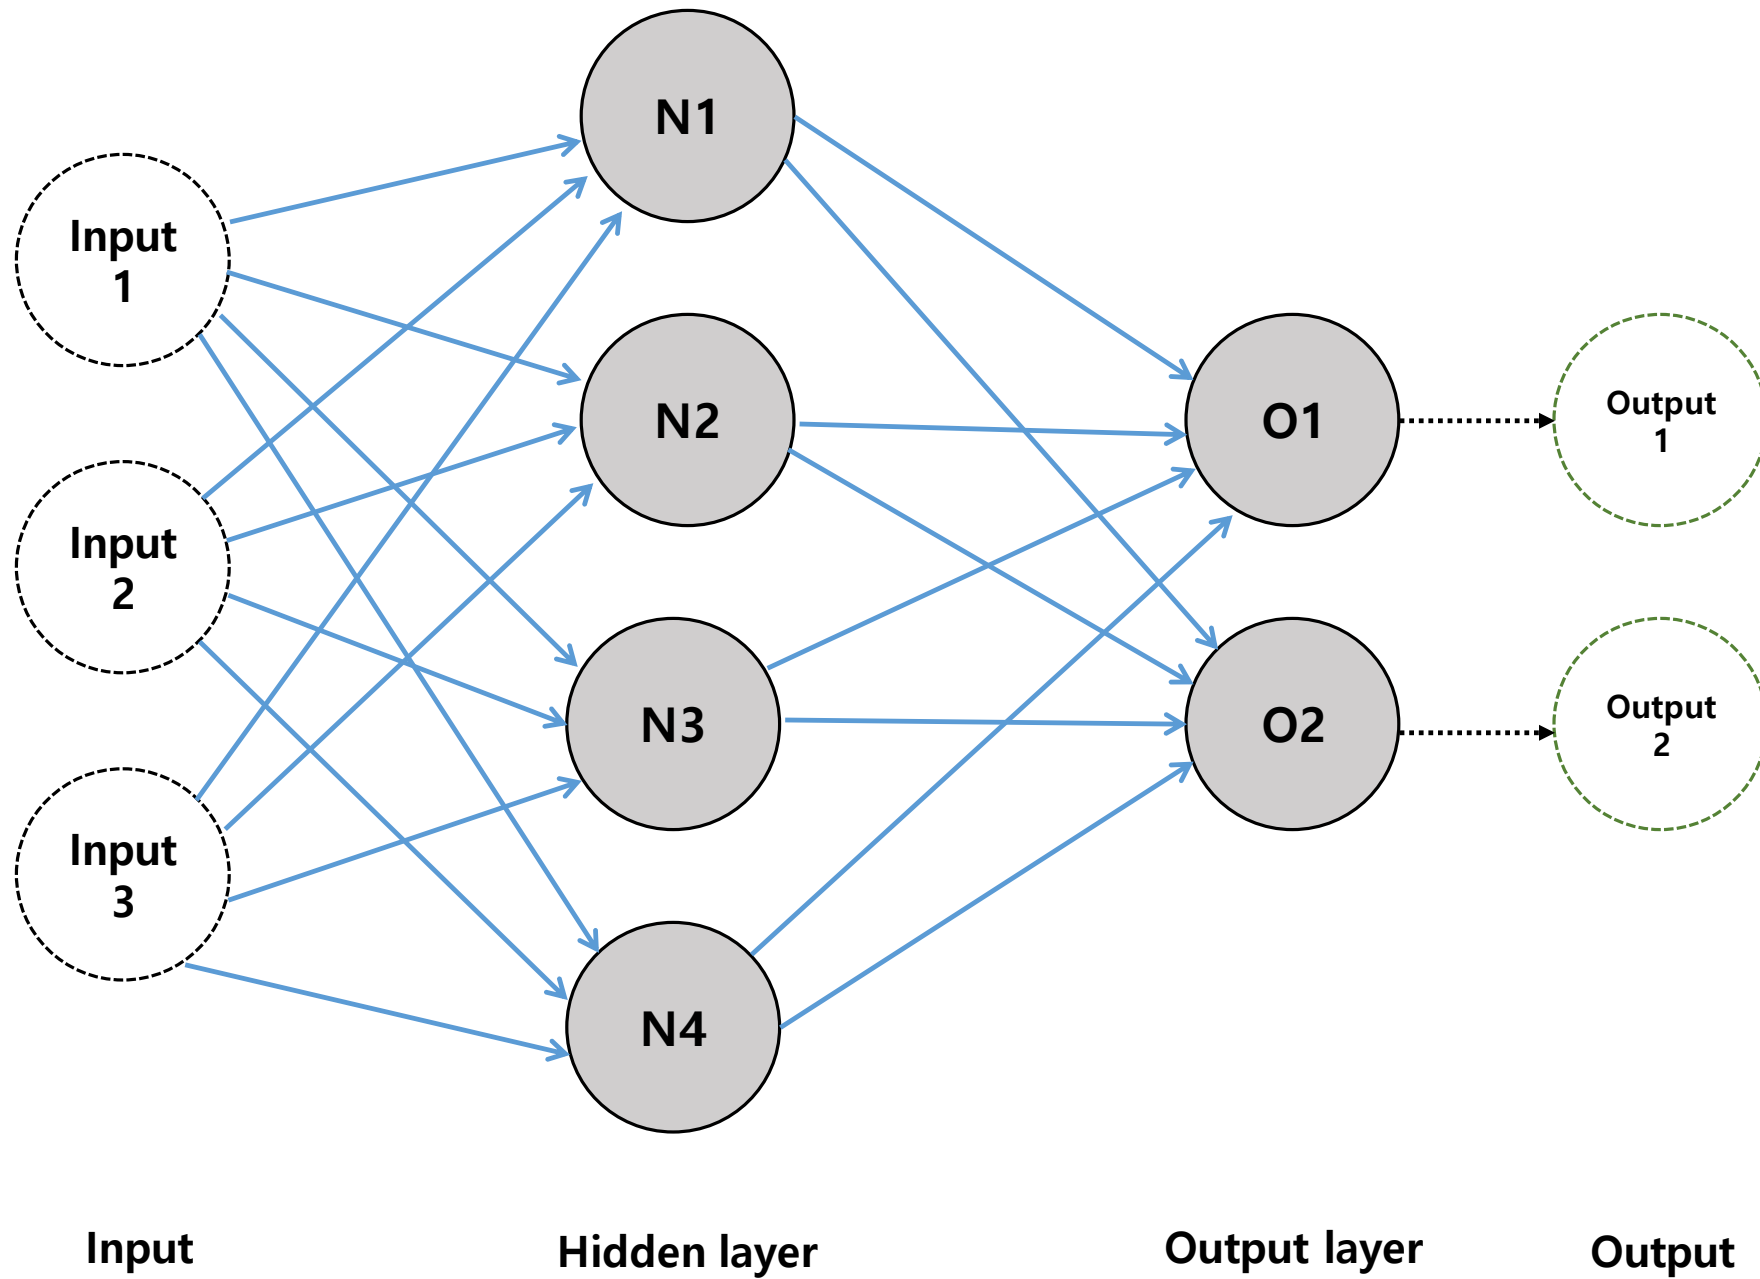 Input
1
Input
2
Input
3
N1
N2
N3
N4
O1
O2
Output
1
Output
2
Input
Hidden layer
Output layer
Output